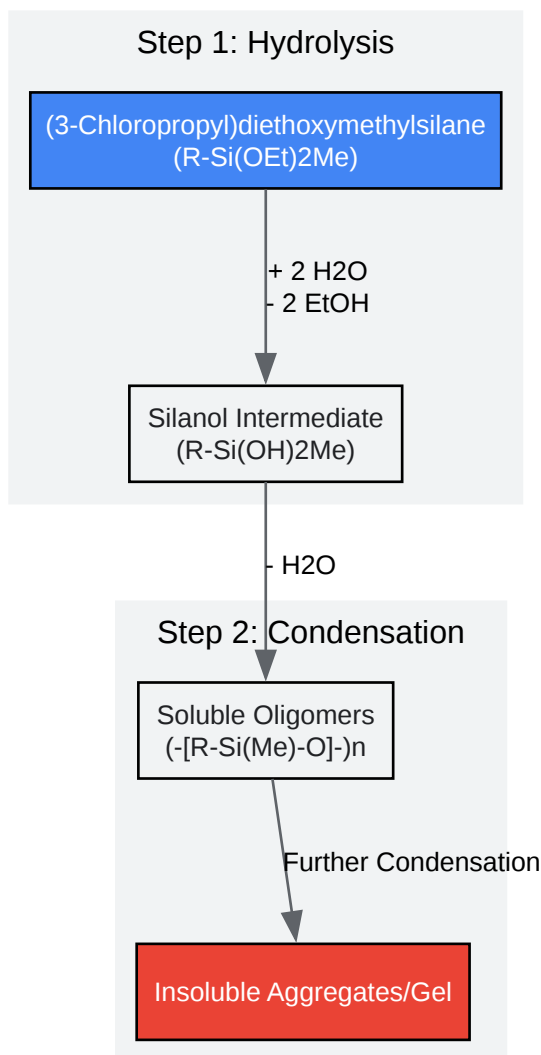 Step 1: Hydrolysis
(3-Chloropropyl)diethoxymethylsilane
(R-Si(OEt)2Me)
+ 2 H2O
- 2 EtOH
Silanol Intermediate
(R-Si(OH)2Me)
- H2O
Step 2: Condensation
Soluble Oligomers
(-[R-Si(Me)-O]-)n
Further Condensation
Insoluble Aggregates/Gel